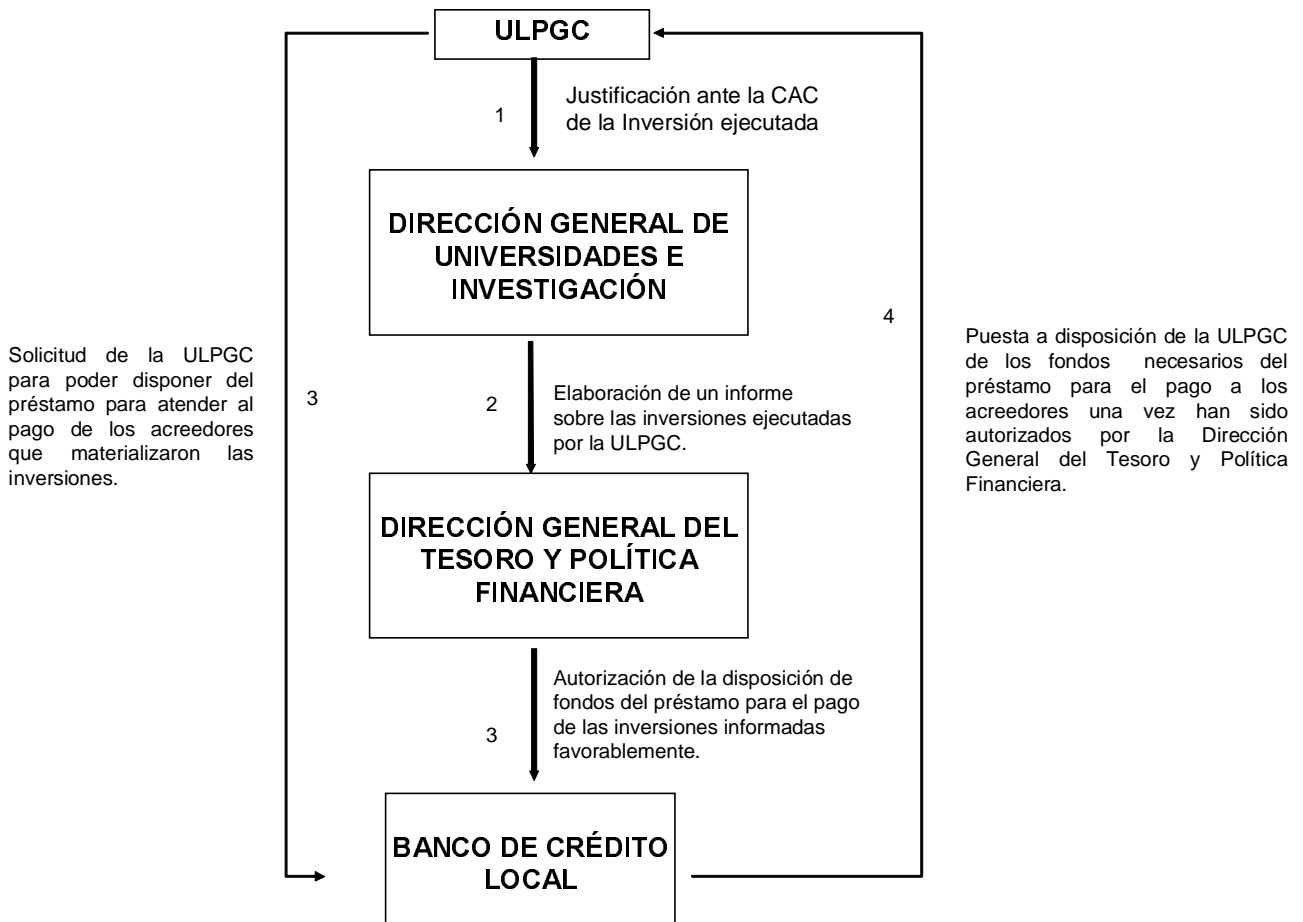 ULPGC
1
Justificación ante la CAC
de la Inversión ejecutada
DIRECCIÓN GENERAL DE
UNIVERSIDADES E
INVESTIGACIÓN
Solicitud de la ULPGC
para poder disponer del
préstamo para atender al
pago de los acreedores
que materializaron las
inversiones.
3
2
Elaboración de un informe
sobre las inversiones ejecutadas
por la ULPGC.
4
Puesta a disposición de la ULPGC
de los fondos necesarios del
préstamo para el pago a los
acreedores una vez han sido
autorizados por la Dirección
General del Tesoro y Política
Financiera.
DIRECCIÓN GENERAL DEL
TESORO Y POLÍTICA
FINANCIERA
3
Autorización de la disposición de
fondos del préstamo para el pago
de las inversiones informadas
favorablemente.
BANCO DE CRÉDITO
LOCAL